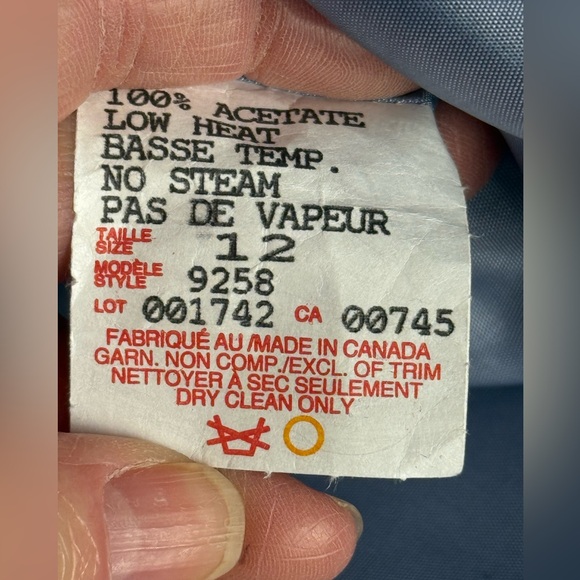 100% ACETATE
LOW HEAT
BASSE TEMP.
NO STEAM
PAS DE VAPEUR
TAILLE
SIZE 12
MODÈLE
STYLE 9258
LOT 001742 CA 00745
FABRIQUÉ AU/MADE IN CANADA
GARN. NON COMP./EXCL. OF TRIM
NETTOYER À SEC SEULEMENT
DRY CLEAN ONLY